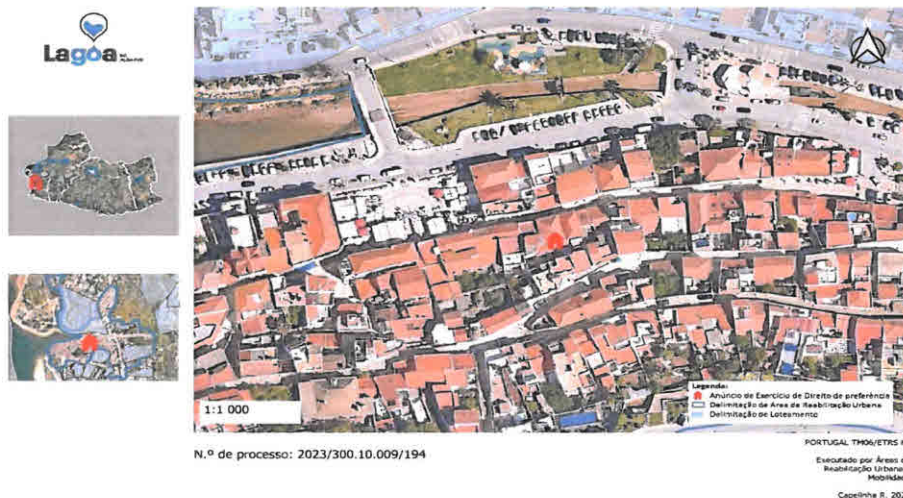 Lagoa
1:1 000
Legenda:
Anúncio de Exercício de Direito de preferência
Delimitação de Área de Reabilitação Urbana
Delimitação de Loteamento
N.º de processo: 2023/300.10.009/194
PORTUGAL TM06/ETRS
Executado por Áreas
Reabilitação Urbana
Capelinha R.